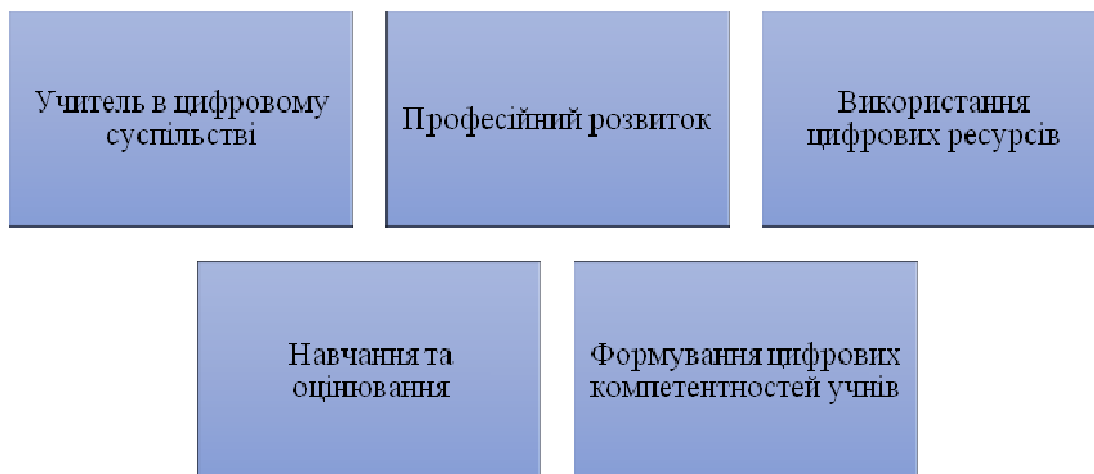 Учитель в цифровому
суспільстві
Професійний розвиток
Використання
цифрових ресурсів
Навчання та
оцінювання
Формування цифрових
компетентностей учнів